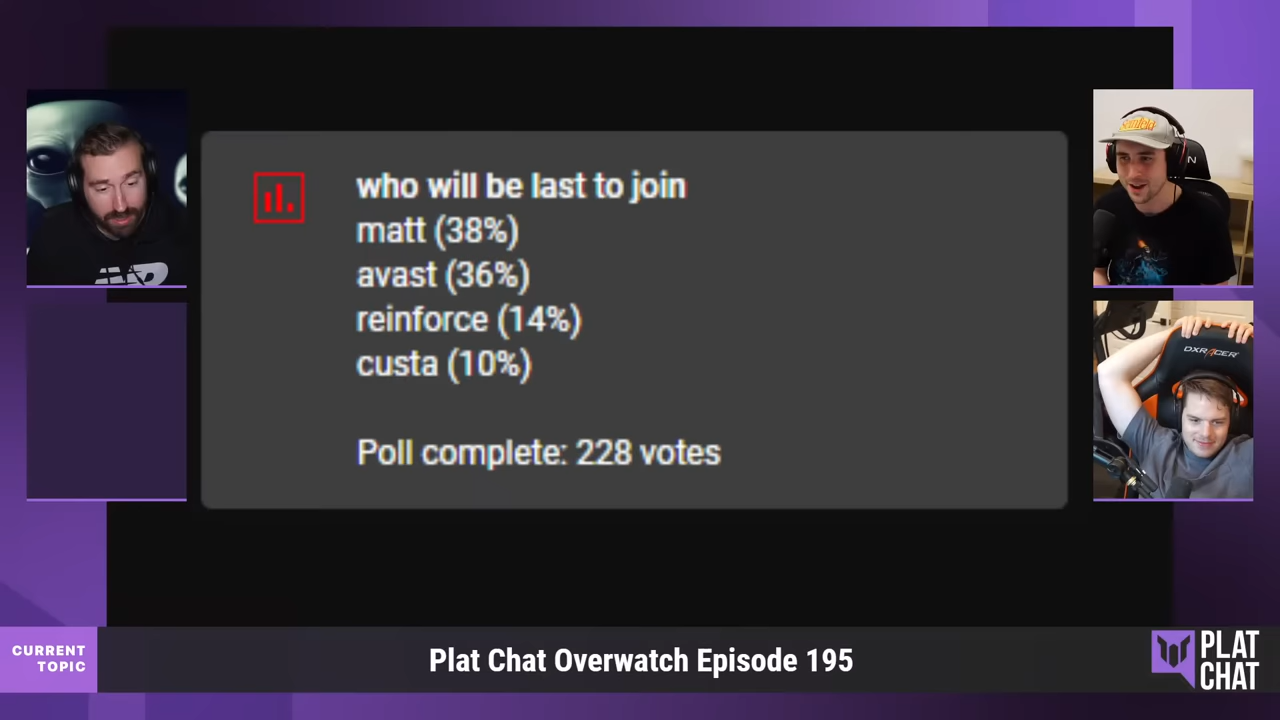 who will be last to join
matt (38%)
avast (36%)
reinforce (14%)
custa (10%)
Poll complete: 228 votes
DXRACER
CURRENT
TOPIC
Plat Chat Overwatch Episode 195
PLAT
CHAT